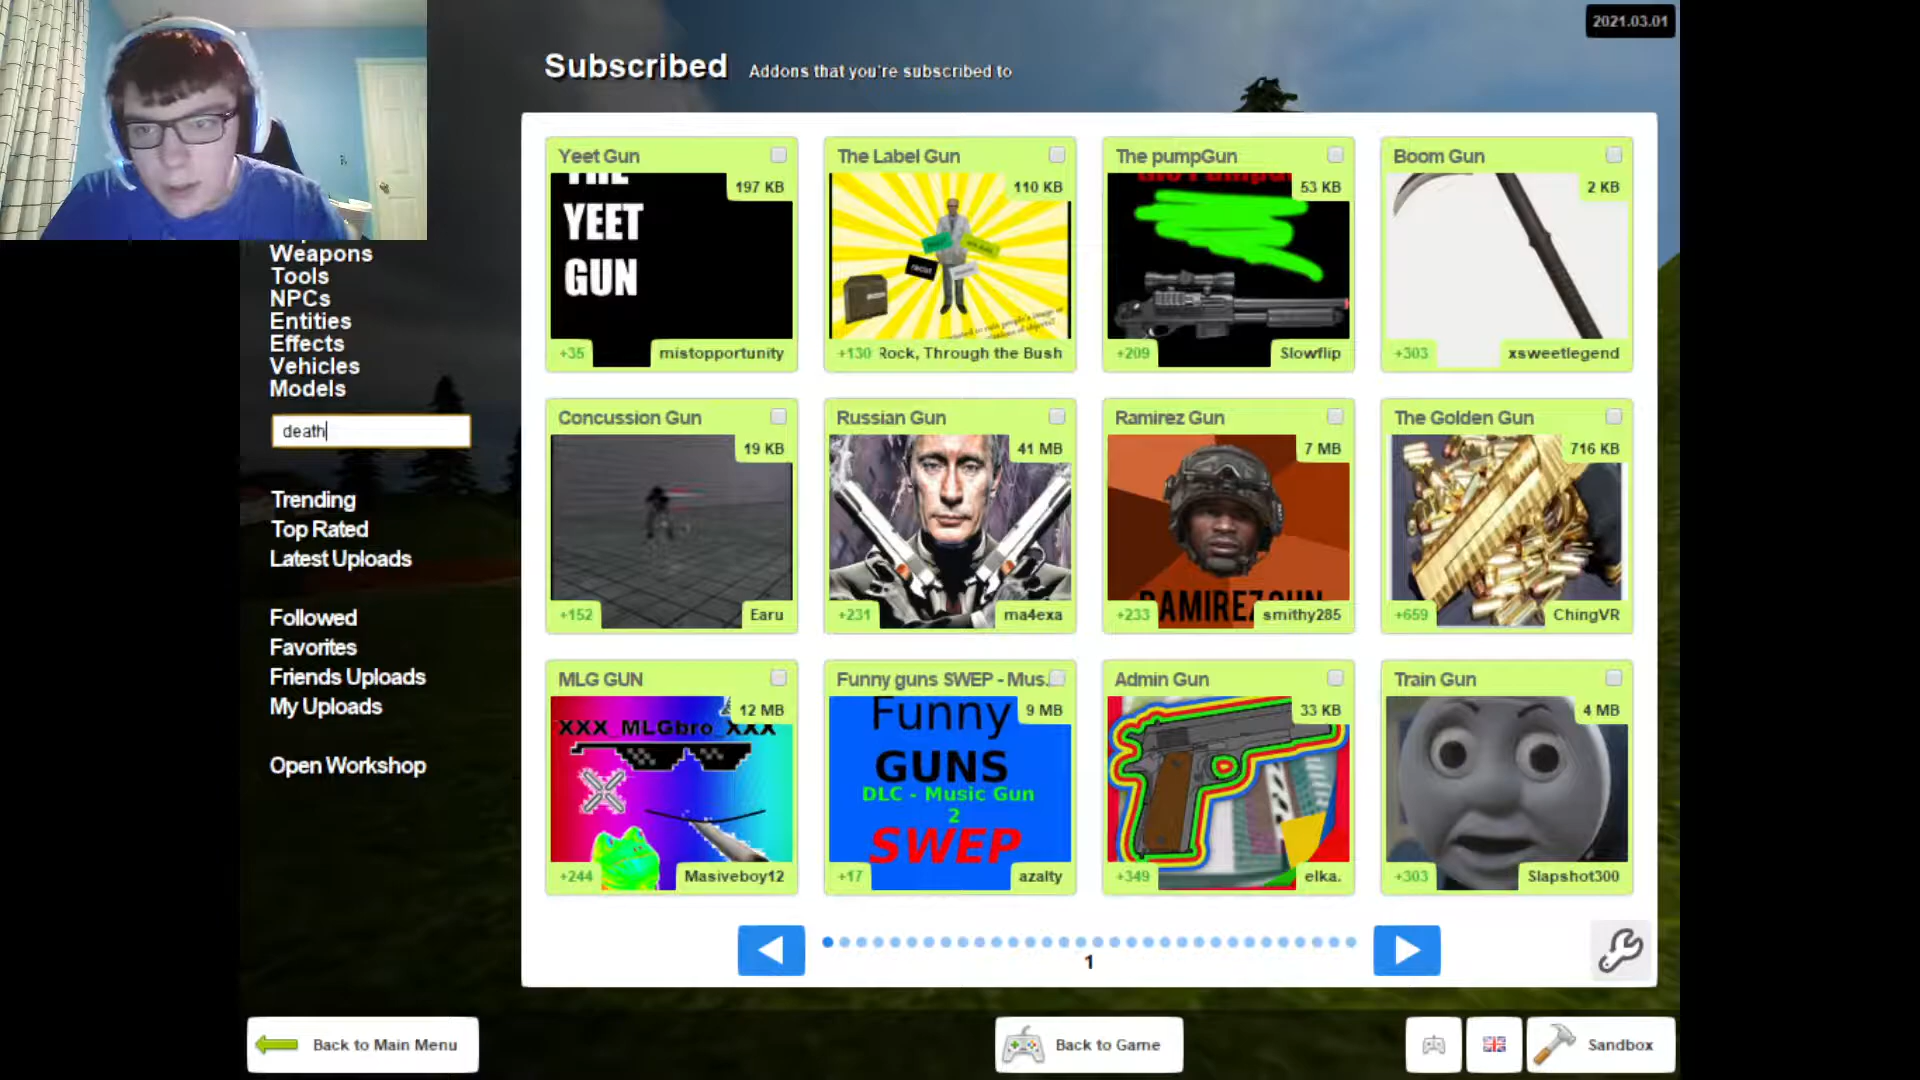 2021.03.01
Subscribed Addons that you're subscribed to
Yeet Gun
197 KB
YEET
GUN
+35 mistopportunity
The Label Gun
110 KB
+130 Rock, Through the Bush
The pumpGun
53 KB
+209 Slowflip
Boom Gun
2 KB
+303 xsweetlegend
Weapons
Tools
NPCs
Entities
Effects
Vehicles
Models
death
Trending
Top Rated
Latest Uploads
Followed
Favorites
Friends Uploads
My Uploads
Open Workshop
Concussion Gun
19 KB
+152 Earu
Russian Gun
41 MB
+231 ma4exa
Ramirez Gun
7 MB
RAMIREZ GUN
+233 smithy285
The Golden Gun
716 KB
+659 ChingVR
MLG GUN
12 MB
XXX_MLGbro_XXX
+244 Masiveboy12
Funny guns SWEP - Mus...
9 MB
Funny
GUNS
DLC - Music Gun
2
SWEP
+17 azalty
Admin Gun
33 KB
+349 elka.
Train Gun
4 MB
+303 Slapshot300
1
Back to Main Menu
Back to Game
Sandbox